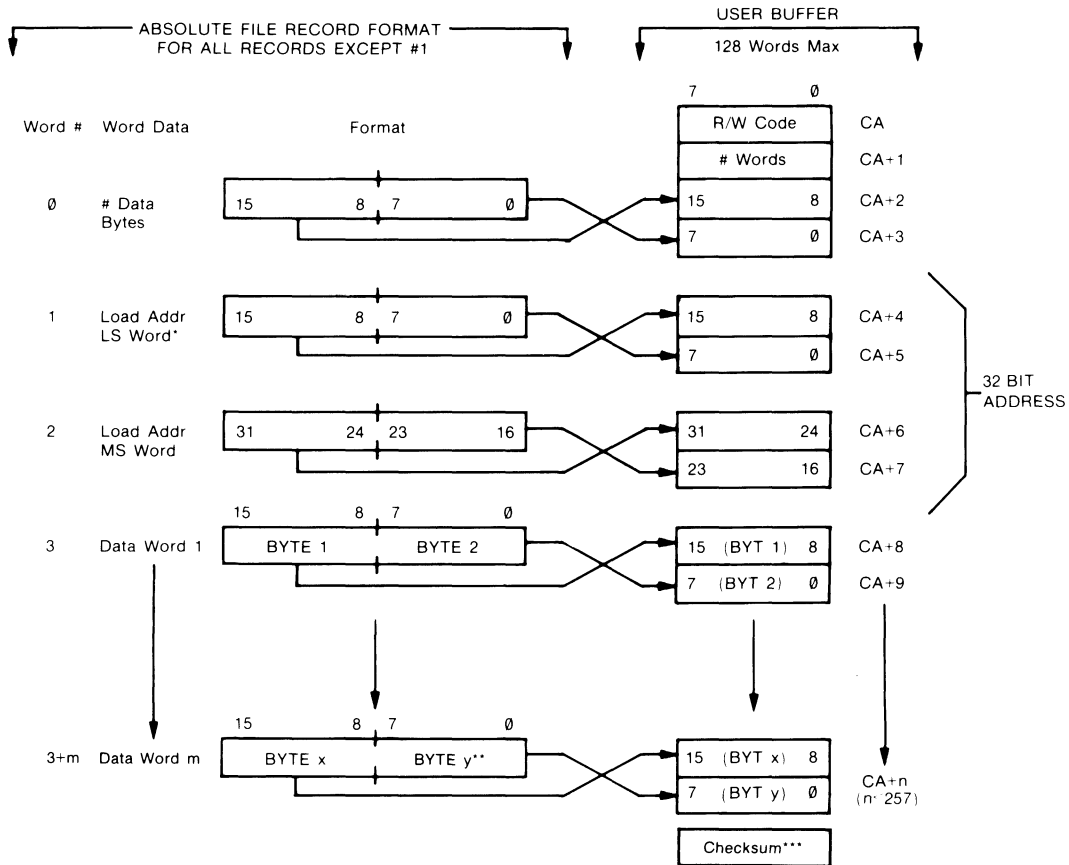 ABSOLUTE FILE RECORD FORMAT
FOR ALL RECORDS EXCEPT #1
USER BUFFER
128 Words Max
7 Ø
Word # Word Data Format
R/W Code CA
# Words CA+1
Ø # Data
Bytes
15 8 7 Ø
15 8 CA+2
7 Ø CA+3
1 Load Addr
LS Word*
15 8 7 Ø
15 8 CA+4
7 Ø CA+5
32 BIT
ADDRESS
2 Load Addr
MS Word
31 24 23 16
31 24 CA+6
23 16 CA+7
15 8 7 Ø
3 Data Word 1 BYTE 1 BYTE 2
15 (BYT 1) 8 CA+8
7 (BYT 2) Ø CA+9
15 8 7 Ø
3+m Data Word m BYTE x BYTE y**
15 (BYT x) 8
7 (BYT y) Ø
CA+n
(n 257)
Checksum***